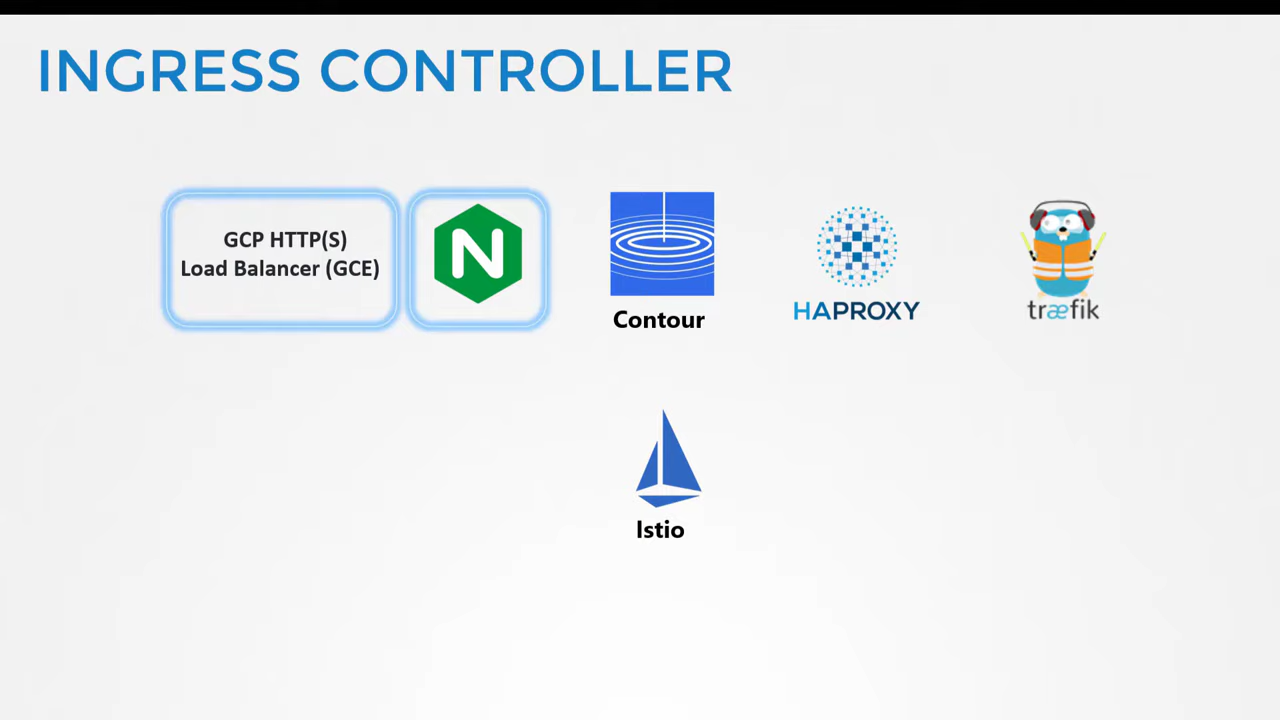 INGRESS CONTROLLER
GCP HTTP(S)
Load Balancer (GCE)
N
Contour
HAPROXY
træfik
Istio